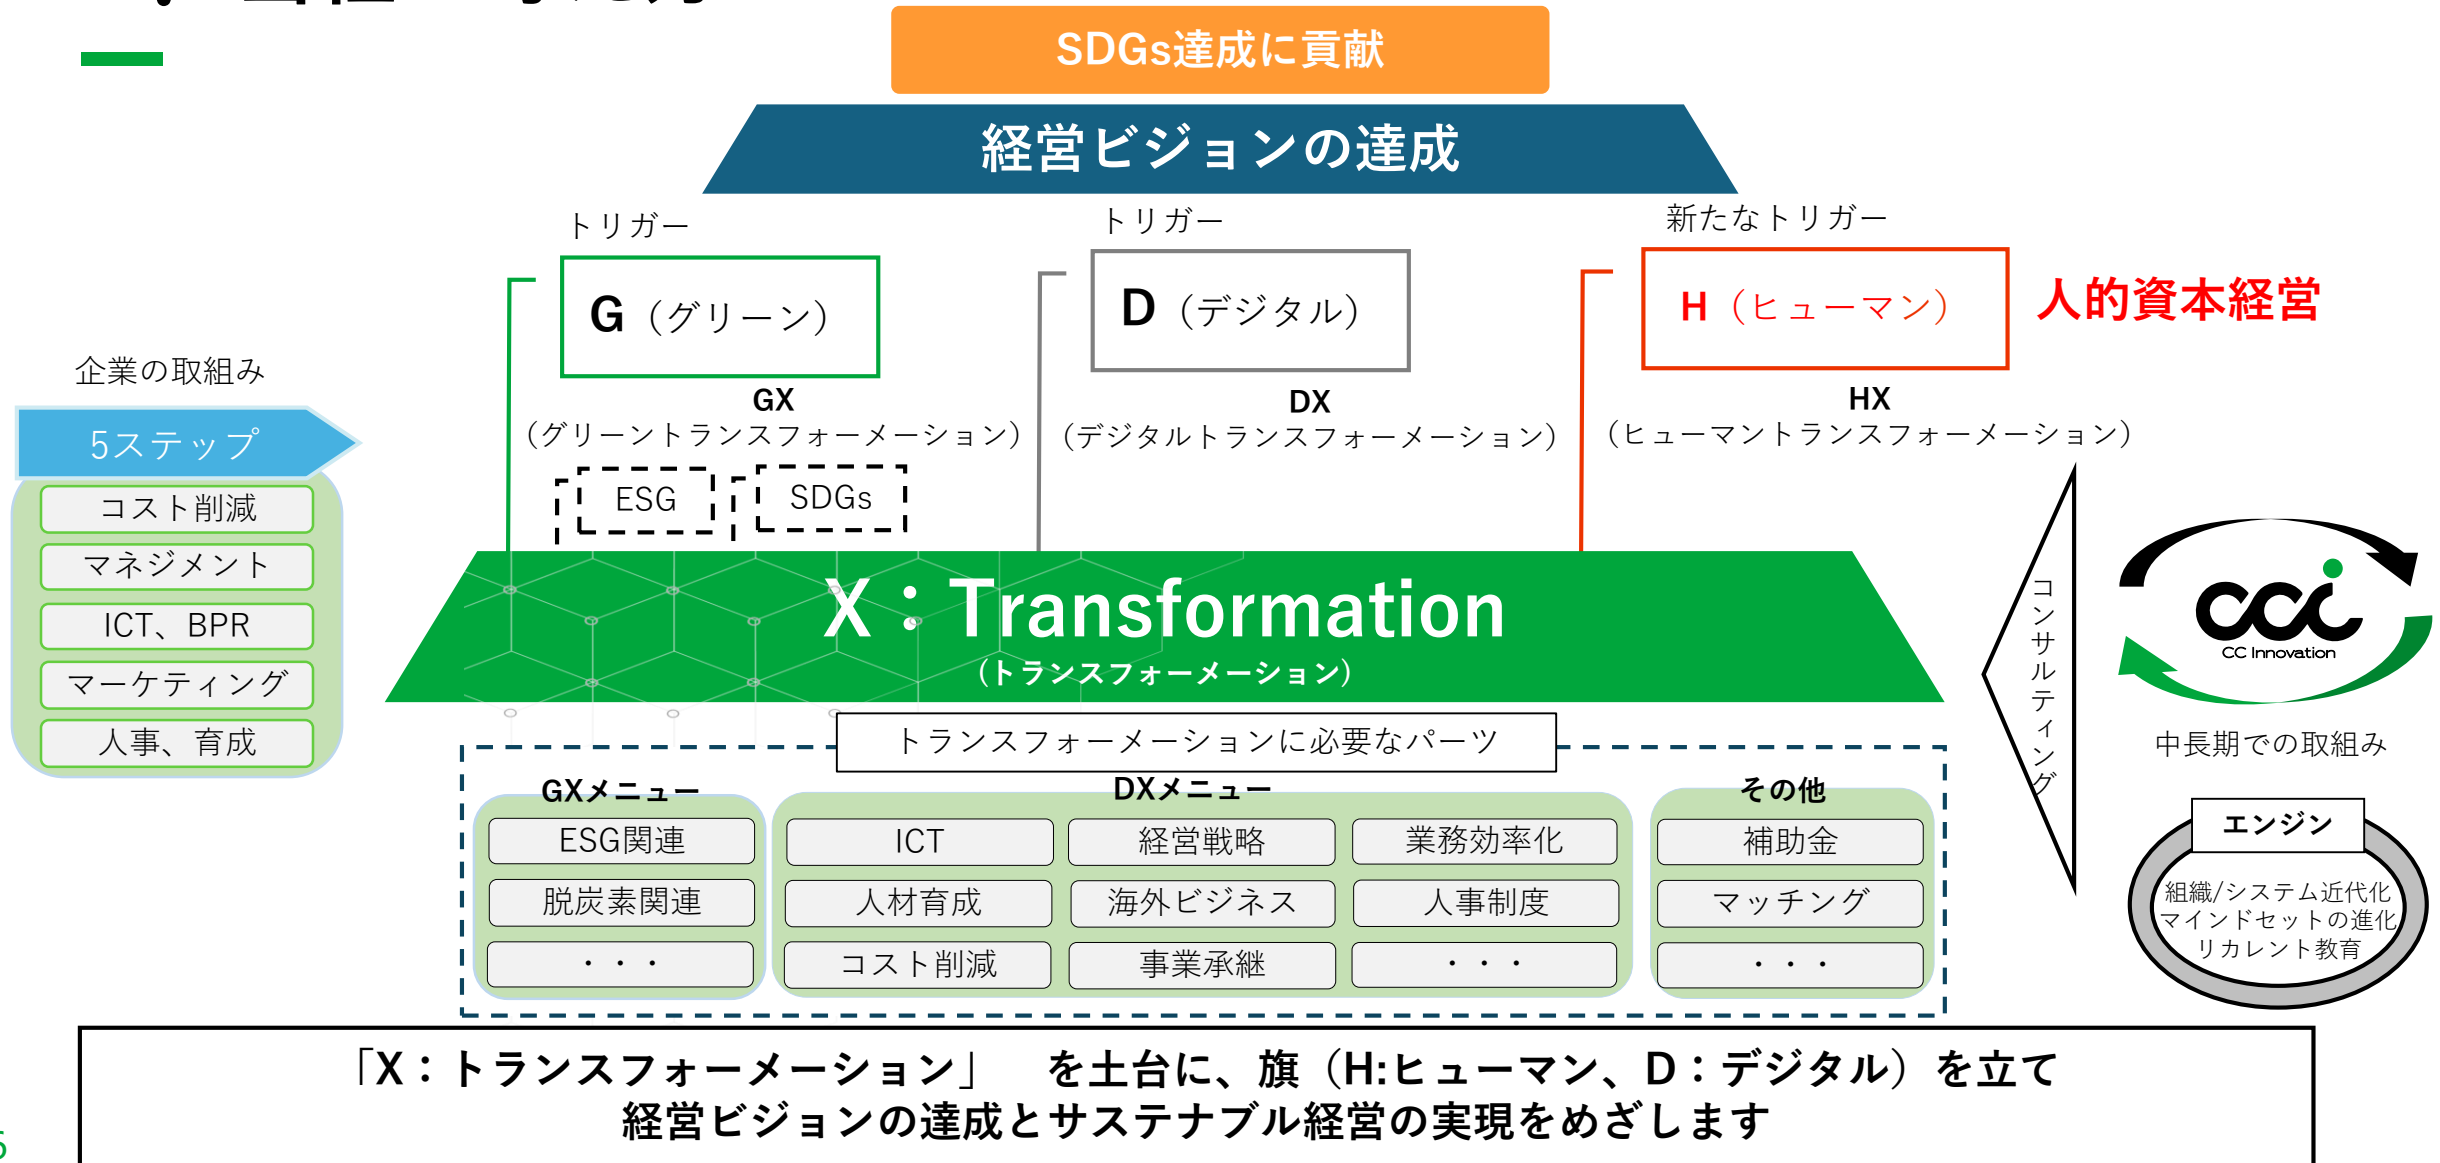 SDGs達成に貢献
経営ビジョンの達成
トリガー
G（グリーン）
GX
（グリーントランスフォーメーション）
ESG
SDGs
トリガー
D（デジタル）
DX
（デジタルトランスフォーメーション）
新たなトリガー
H（ヒューマン）
人的資本経営
HX
（ヒューマントランスフォーメーション）
企業の取組み
5ステップ
コスト削減
マネジメント
ICT、BPR
マーケティング
人事、育成
X：Transformation
（トランスフォーメーション）
コンサルティング
cci
CC Innovation
中長期での取組み
エンジン
組織/システム近代化
マインドセットの進化
リカレント教育
トランスフォーメーションに必要なパーツ
GXメニュー
ESG関連
脱炭素関連
・・・
DXメニュー
ICT
経営戦略
業務効率化
人材育成
海外ビジネス
人事制度
コスト削減
事業承継
・・・
その他
補助金
マッチング
・・・
「X：トランスフォーメーション」　を土台に、旗（H:ヒューマン、D：デジタル）を立て
経営ビジョンの達成とサステナブル経営の実現をめざします